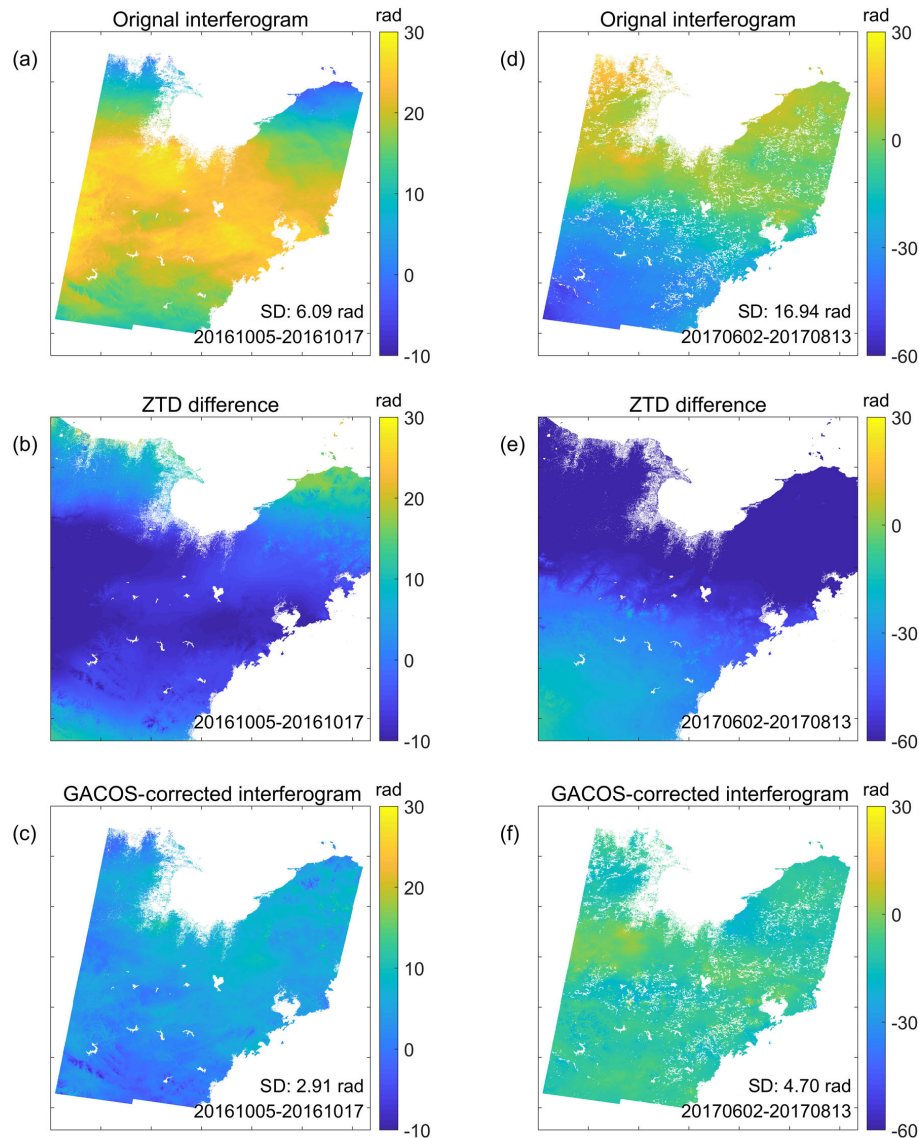 Orignal interferogram
rad
(a)
30
20
10
0
-10
SD: 6.09 rad
20161005-20161017
Orignal interferogram
rad
(d)
30
0
-30
-60
SD: 16.94 rad
20170602-20170813
ZTD difference
rad
(b)
30
20
10
0
-10
20161005-20161017
ZTD difference
rad
(e)
30
0
-30
-60
20170602-20170813
GACOS-corrected interferogram
rad
(c)
30
20
10
0
-10
SD: 2.91 rad
20161005-20161017
GACOS-corrected interferogram
rad
(f)
30
0
-30
-60
SD: 4.70 rad
20170602-20170813